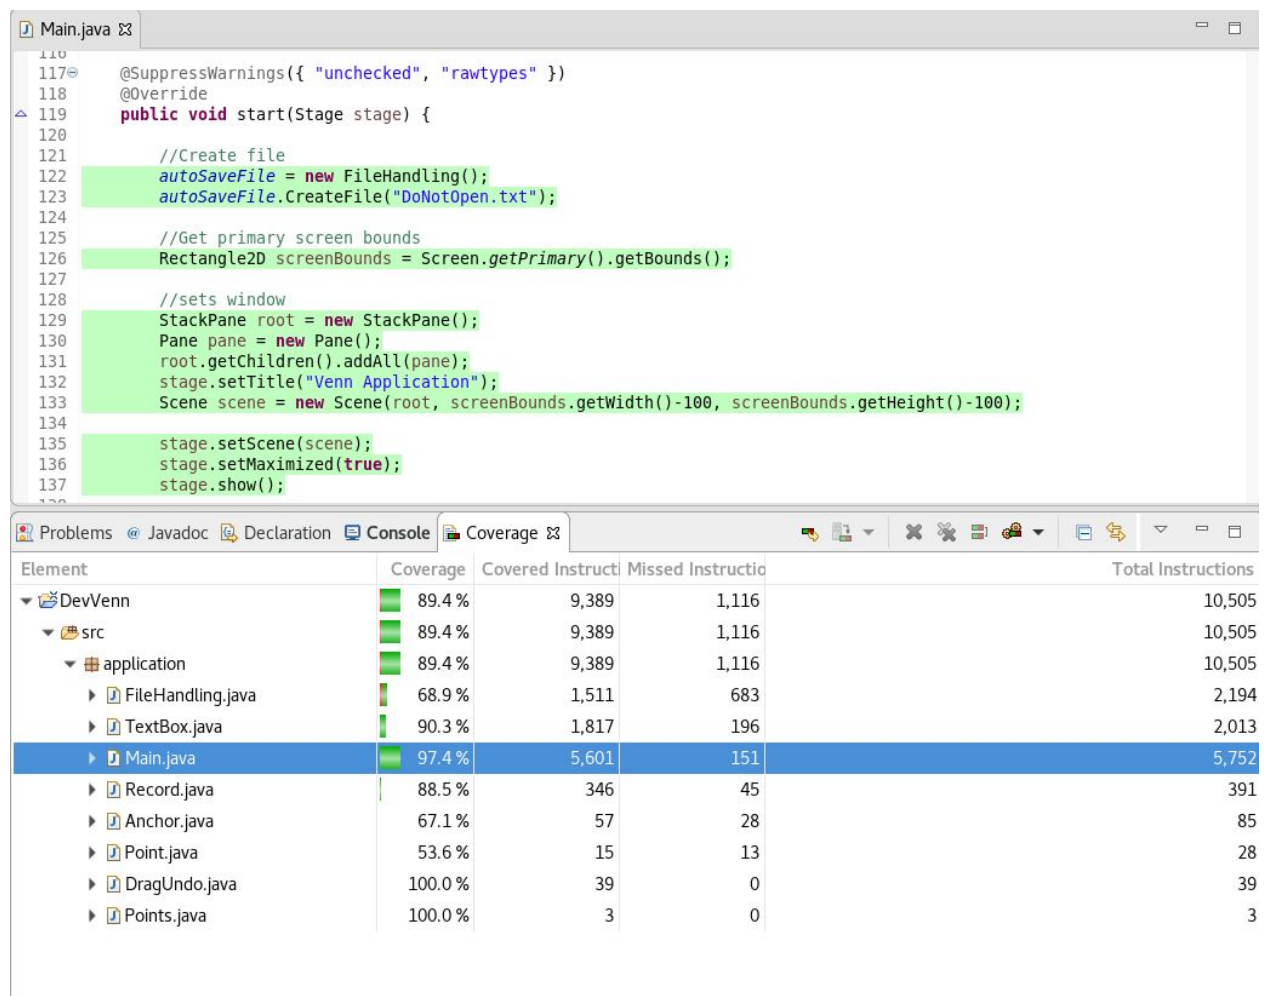 Main.java
116
117 @SuppressWarnings({ "unchecked", "rawtypes" })
118 @Override
119 public void start(Stage stage) {
120
121 //Create file
122 autoSaveFile = new FileHandling();
123 autoSaveFile.CreateFile("DoNotOpen.txt");
124
125 //Get primary screen bounds
126 Rectangle2D screenBounds = Screen.getPrimary().getBounds();
127
128 //sets window
129 StackPane root = new StackPane();
130 Pane pane = new Pane();
131 root.getChildren().addAll(pane);
132 stage.setTitle("Venn Application");
133 Scene scene = new Scene(root, screenBounds.getWidth()-100, screenBounds.getHeight()-100);
134
135 stage.setScene(scene);
136 stage.setMaximized(true);
137 stage.show();
Problems @ Javadoc Declaration Console Coverage
Element Coverage Covered Instructi Missed Instructio Total Instructions
DevVenn 89.4 % 9,389 1,116 10,505
src 89.4 % 9,389 1,116 10,505
application 89.4 % 9,389 1,116 10,505
FileHandling.java 68.9 % 1,511 683 2,194
TextBox.java 90.3 % 1,817 196 2,013
Main.java 97.4 % 5,601 151 5,752
Record.java 88.5 % 346 45 391
Anchor.java 67.1 % 57 28 85
Point.java 53.6 % 15 13 28
DragUndo.java 100.0 % 39 0 39
Points.java 100.0 % 3 0 3